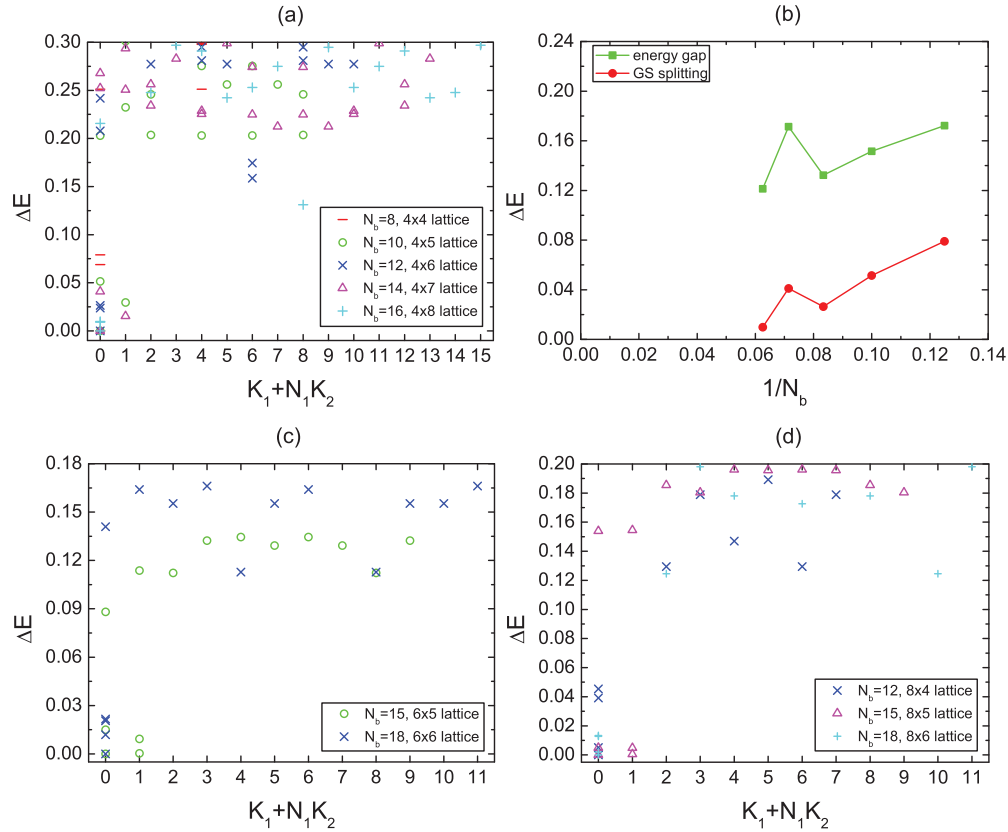 (a)
0.30
0.25
0.20
0.15
0.10
0.05
0.00
ΔE
0 1 2 3 4 5 6 7 8 9 10 11 12 13 14 15
K₁+N₁K₂
N_b=8, 4x4 lattice
N_b=10, 4x5 lattice
N_b=12, 4x6 lattice
N_b=14, 4x7 lattice
N_b=16, 4x8 lattice
(b)
0.24
0.20
0.16
0.12
0.08
0.04
0.00
ΔE
0.00 0.02 0.04 0.06 0.08 0.10 0.12 0.14
1/N_b
energy gap
GS splitting
(c)
0.18
0.15
0.12
0.09
0.06
0.03
0.00
ΔE
0 1 2 3 4 5 6 7 8 9 10 11
K₁+N₁K₂
N_b=15, 6x5 lattice
N_b=18, 6x6 lattice
(d)
0.20
0.18
0.16
0.14
0.12
0.10
0.08
0.06
0.04
0.02
0.00
ΔE
0 1 2 3 4 5 6 7 8 9 10 11
K₁+N₁K₂
N_b=12, 8x4 lattice
N_b=15, 8x5 lattice
N_b=18, 8x6 lattice